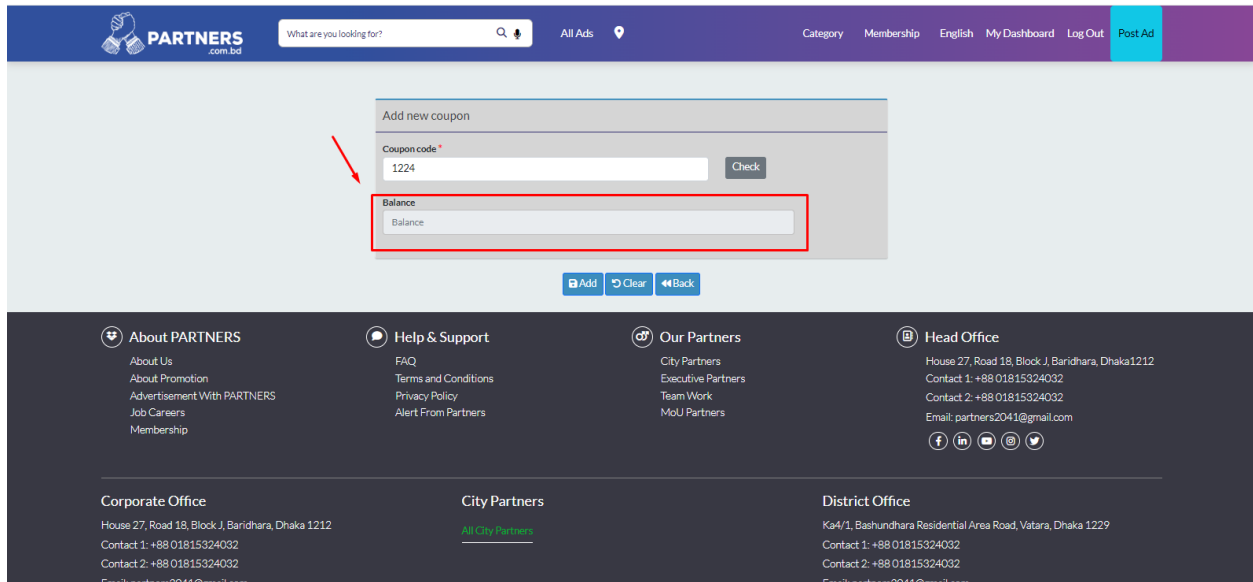 PARTNERS
.com.bd
What are you looking for?
All Ads
Category Membership English My Dashboard Log Out Post Ad
Add new coupon
Coupon code *
1224
Check
Balance
Balance
Add Clear Back
About PARTNERS
About Us
About Promotion
Advertisement With PARTNERS
Job Careers
Membership
Help & Support
FAQ
Terms and Conditions
Privacy Policy
Alert From Partners
Our Partners
City Partners
Executive Partners
Team Work
MoU Partners
Head Office
House 27, Road 18, Block J, Baridhara, Dhaka1212
Contact 1: +88 01815324032
Contact 2: +88 01815324032
Email: partners2041@gmail.com
Corporate Office
House 27, Road 18, Block J, Baridhara, Dhaka 1212
Contact 1: +88 01815324032
Contact 2: +88 01815324032
City Partners
All City Partners
District Office
Ka4/1, Bashundhara Residential Area Road, Vatara, Dhaka 1229
Contact 1: +88 01815324032
Contact 2: +88 01815324032